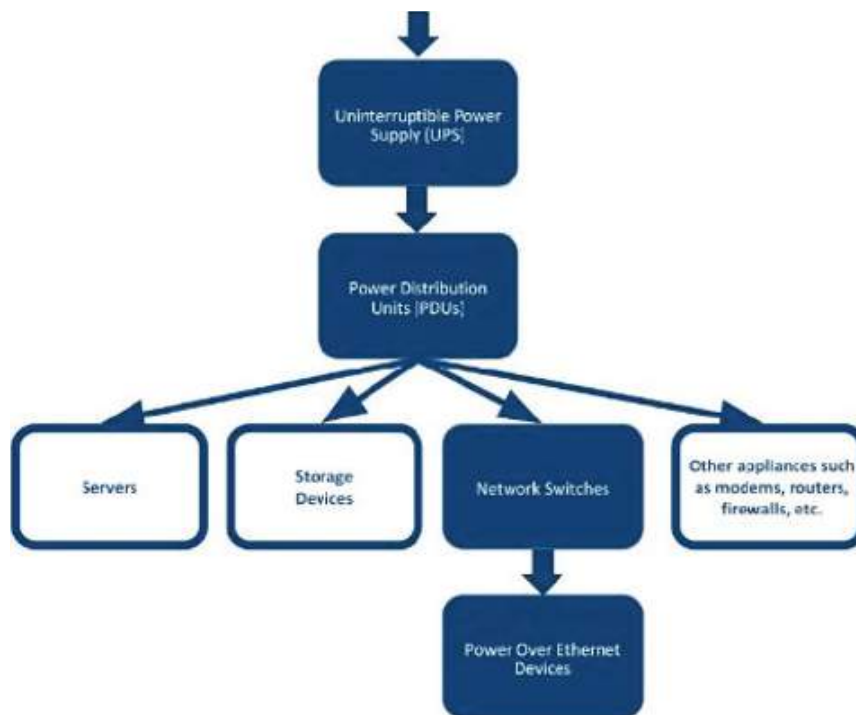 Uninterruptible Power
Supply (UPS)
Power Distribution
Units (PDUs)
Servers
Storage
Devices
Network Switches
Other appliances such
as modems, routers,
firewalls, etc.
Power Over Ethernet
Devices